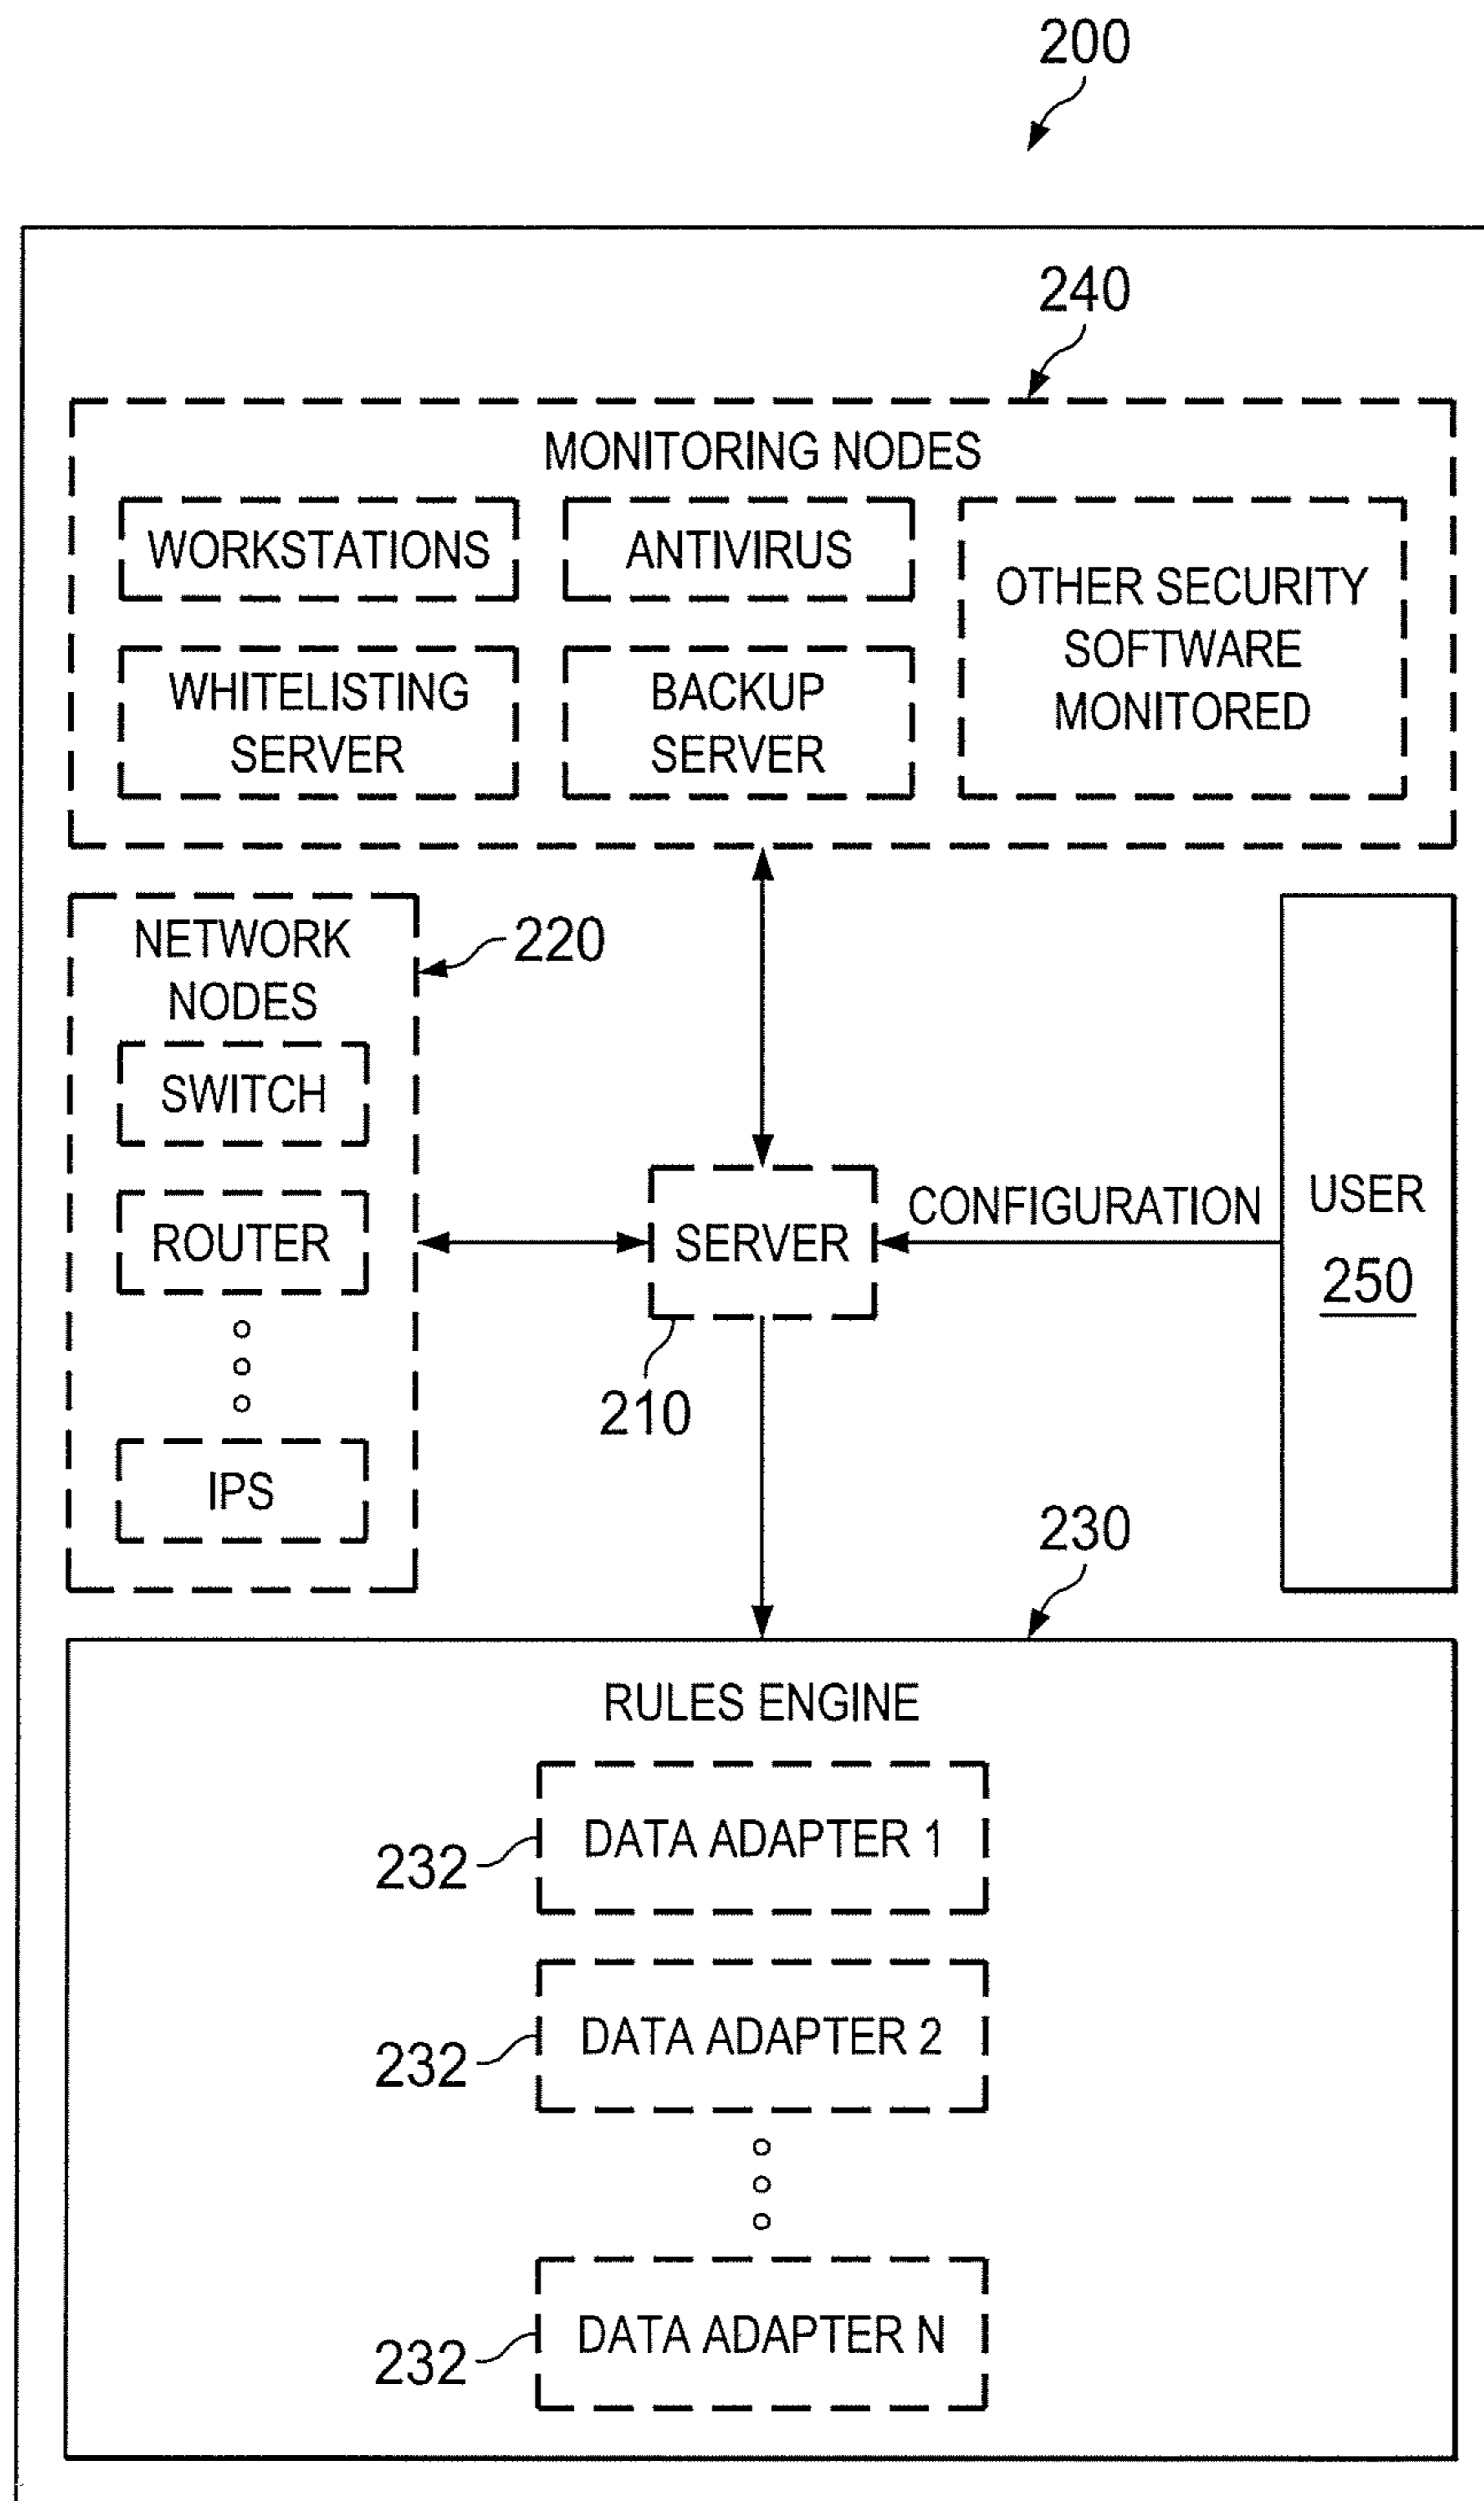 200
240
MONITORING NODES
WORKSTATIONS
ANTIVIRUS
OTHER SECURITY
SOFTWARE
MONITORED
WHITELISTING
SERVER
BACKUP
SERVER
NETWORK
NODES
220
SWITCH
ROUTER
IPS
SERVER
210
CONFIGURATION
USER
250
230
RULES ENGINE
DATA ADAPTER 1
232
DATA ADAPTER 2
232
DATA ADAPTER N
232